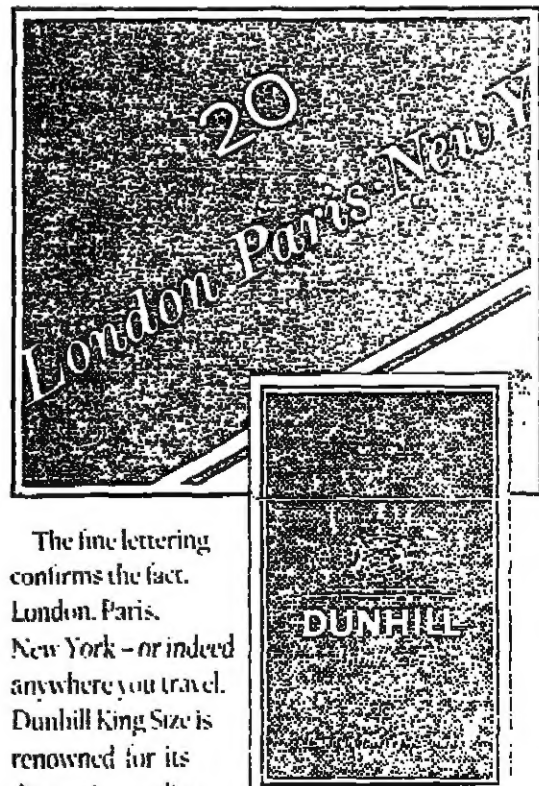 20
London·Paris·New Y
DUNHILL
The fine lettering
confirms the fact.
London. Paris.
New York – or indeed
anywhere you travel.
Dunhill King Size is
renowned for its